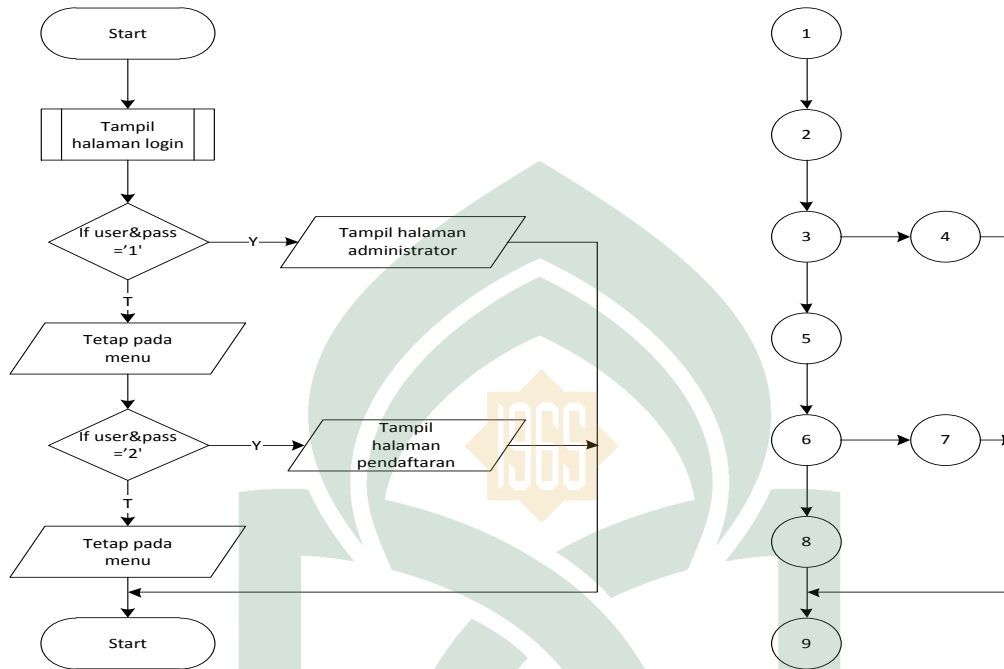 Start
Tampil
halaman login
If user&pass
='1'
Y
Tampil halaman
administrator
T
Tetap pada
menu
If user&pass
='2'
Y
Tampil
halaman
pendaftaran
T
Tetap pada
menu
Start
1
2
3
4
5
6
7
8
9
1965